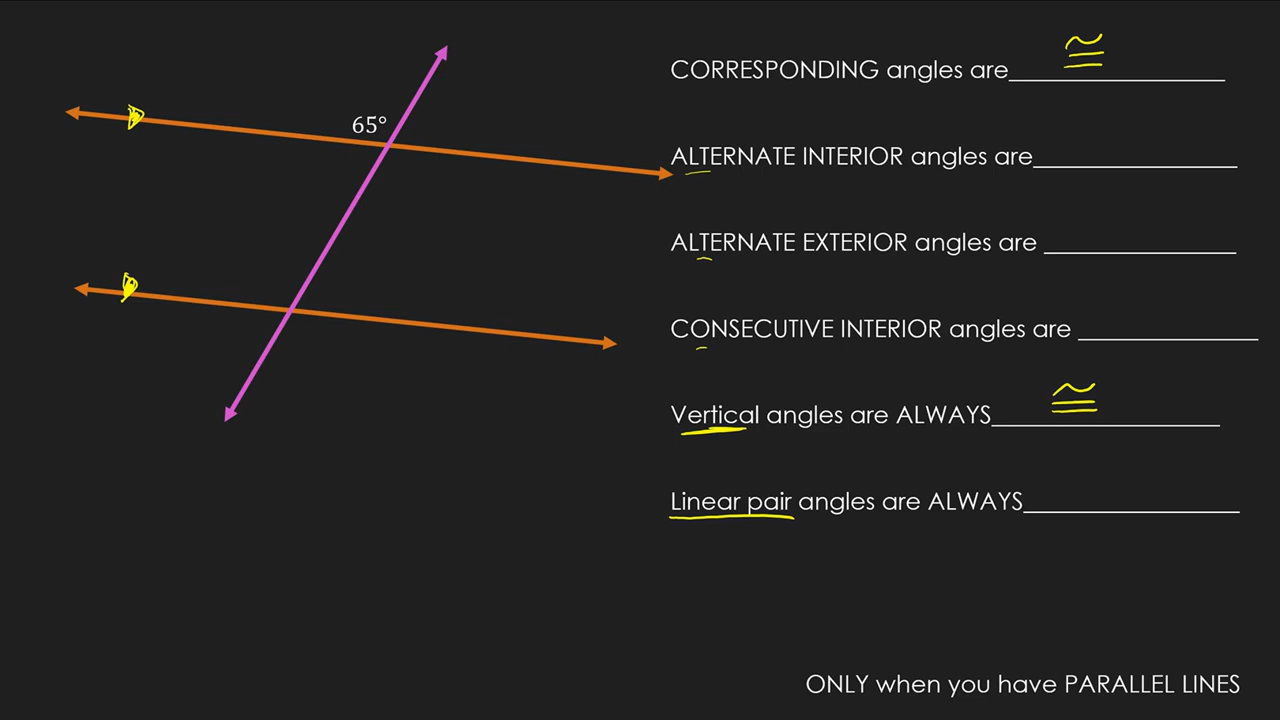 CORRESPONDING angles are ≅
65°
ALTERNATE INTERIOR angles are
ALTERNATE EXTERIOR angles are
CONSECUTIVE INTERIOR angles are
Vertical angles are ALWAYS ≅
Linear pair angles are ALWAYS
ONLY when you have PARALLEL LINES